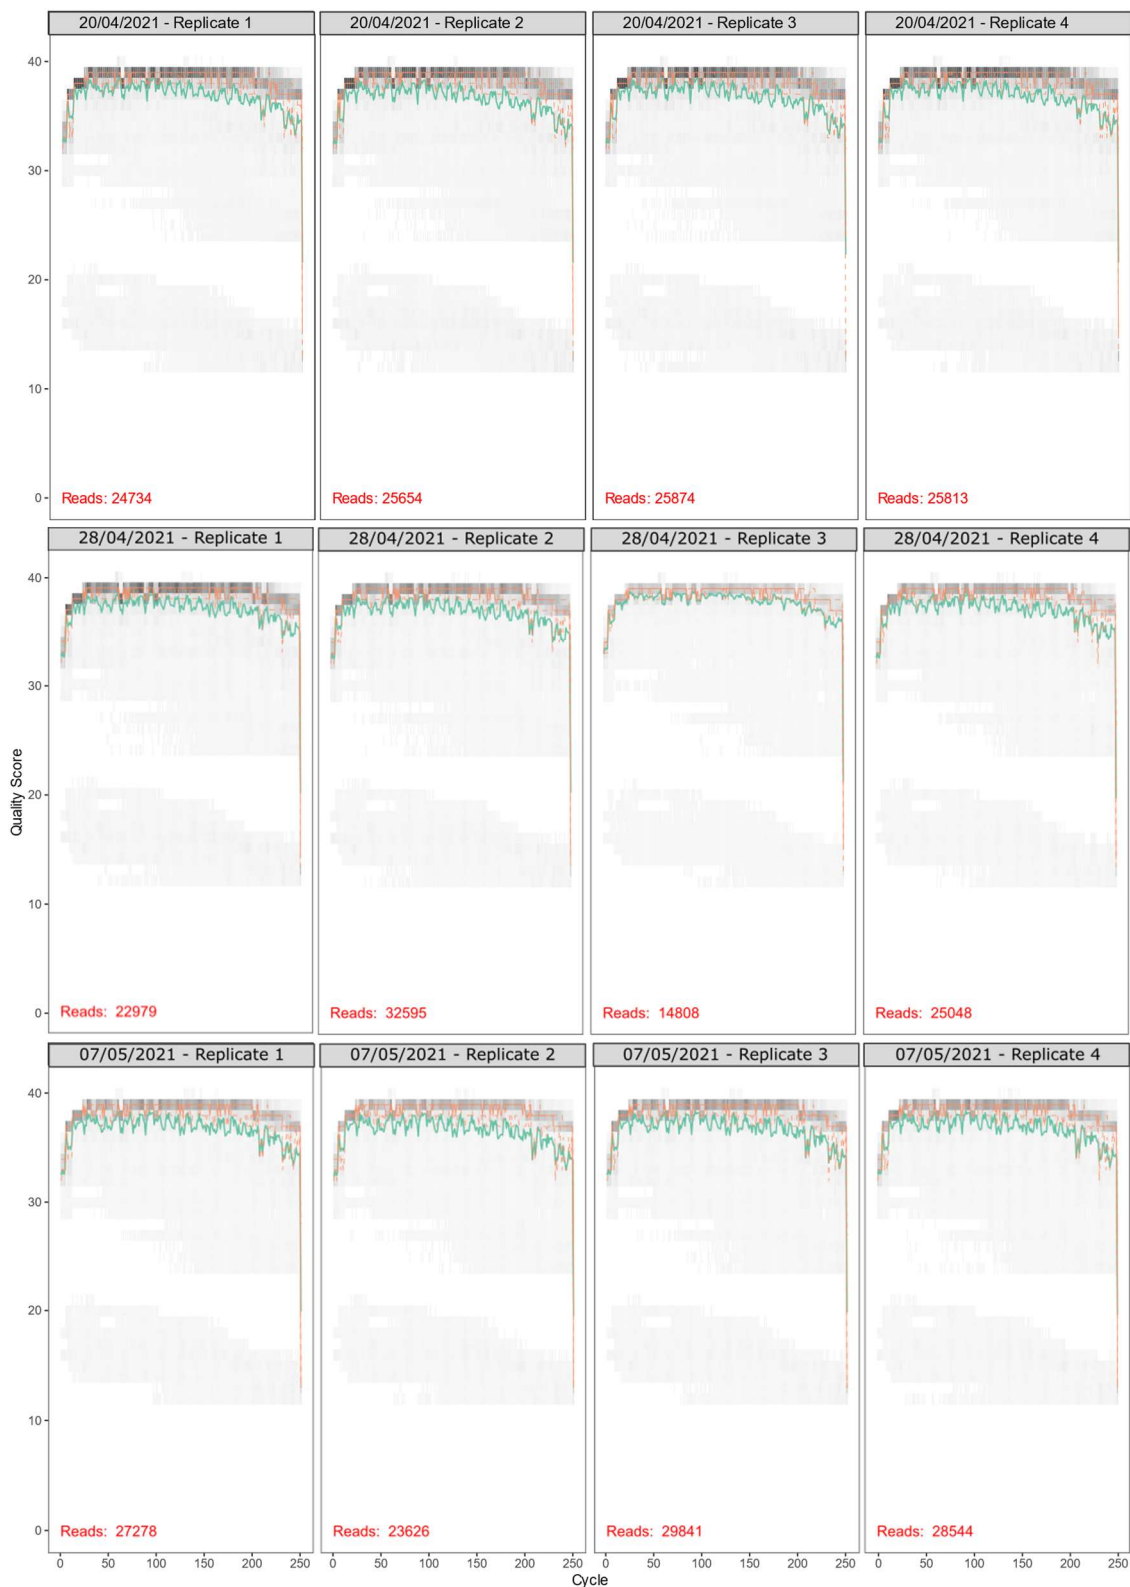 20/04/2021 - Replicate 1
20/04/2021 - Replicate 2
20/04/2021 - Replicate 3
20/04/2021 - Replicate 4
40
30
20
10
0
Reads: 24734
Reads: 25654
Reads: 25874
Reads: 25813
28/04/2021 - Replicate 1
28/04/2021 - Replicate 2
28/04/2021 - Replicate 3
28/04/2021 - Replicate 4
40
30
20
10
0
Quality Score
Reads: 22979
Reads: 32595
Reads: 14808
Reads: 25048
07/05/2021 - Replicate 1
07/05/2021 - Replicate 2
07/05/2021 - Replicate 3
07/05/2021 - Replicate 4
40
30
20
10
0
Reads: 27278
Reads: 23626
Reads: 29841
Reads: 28544
0 50 100 150 200 250 0 50 100 150 200 250 0 50 100 150 200 250 0 50 100 150 200 250
Cycle